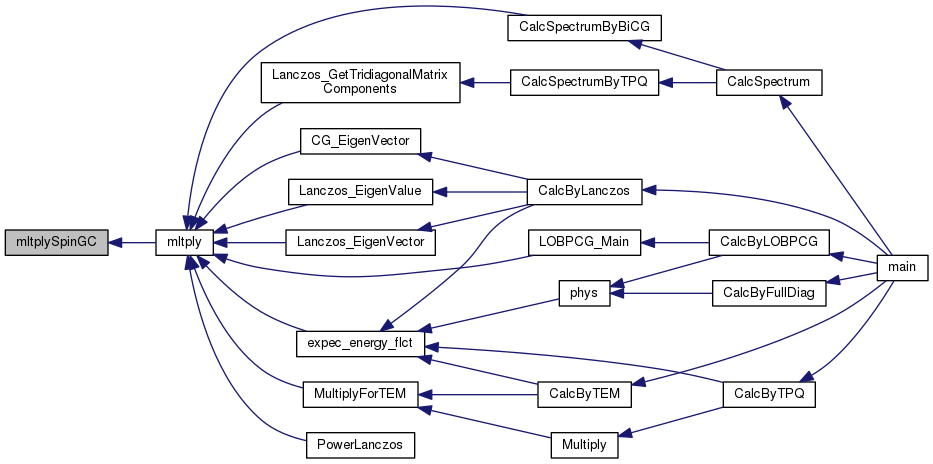 CalcSpectrumByBiCG
Lanczos_GetTridiagonalMatrix
Components
CalcSpectrumByTPQ
CalcSpectrum
CG_EigenVector
Lanczos_EigenValue
CalcByLanczos
mltplySpinGC
mltply
Lanczos_EigenVector
LOBPCG_Main
CalcByLOBPCG
main
phys
CalcByFullDiag
expec_energy_flct
MultiplyForTEM
CalcByTEM
CalcByTPQ
PowerLanczos
Multiply